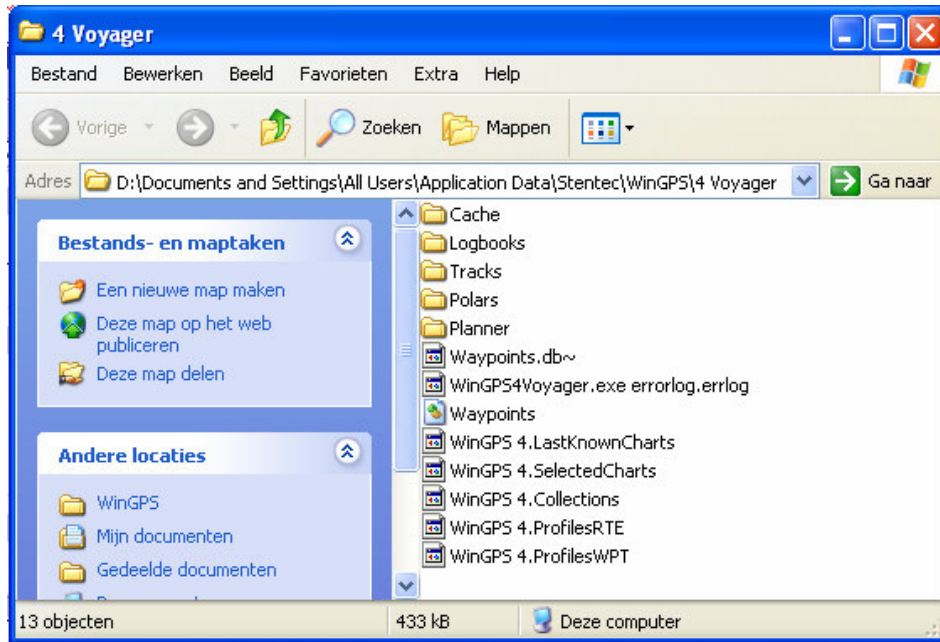 4 Voyager
Bestand Bewerken Beeld Favorieten Extra Help
Vorige Zoeken Mappen
Adres D:\Documents and Settings\All Users\Application Data\Stentec\WinGPS\4 Voyager Ga naar
Bestands- en maptaken
Een nieuwe map maken
Deze map op het web
publiceren
Deze map delen
Andere locaties
WinGPS
Mijn documenten
Gedeelde documenten
Cache
Logbooks
Tracks
Polars
Planner
Waypoints.db~
WinGPS4Voyager.exe errorlog.errlog
Waypoints
WinGPS 4.LastKnownCharts
WinGPS 4.SelectedCharts
WinGPS 4.Collections
WinGPS 4.ProfilesRTE
WinGPS 4.ProfilesWPT
13 objecten 433 kB Deze computer